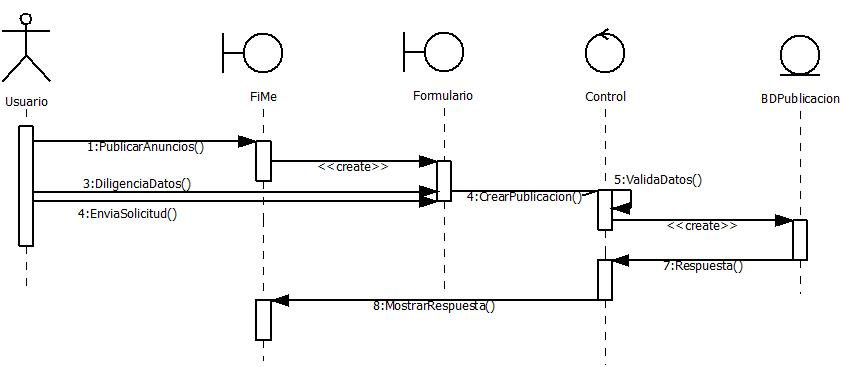 Usuario
FiMe
Formulario
Control
BDPublicacion
1:PublicarAnuncios()
<<create>>
3:DiligenciaDatos()
4:EnviaSolicitud()
4:CrearPublicacion()
5:ValidaDatos()
<<create>>
7:Respuesta()
8:MostrarRespuesta()